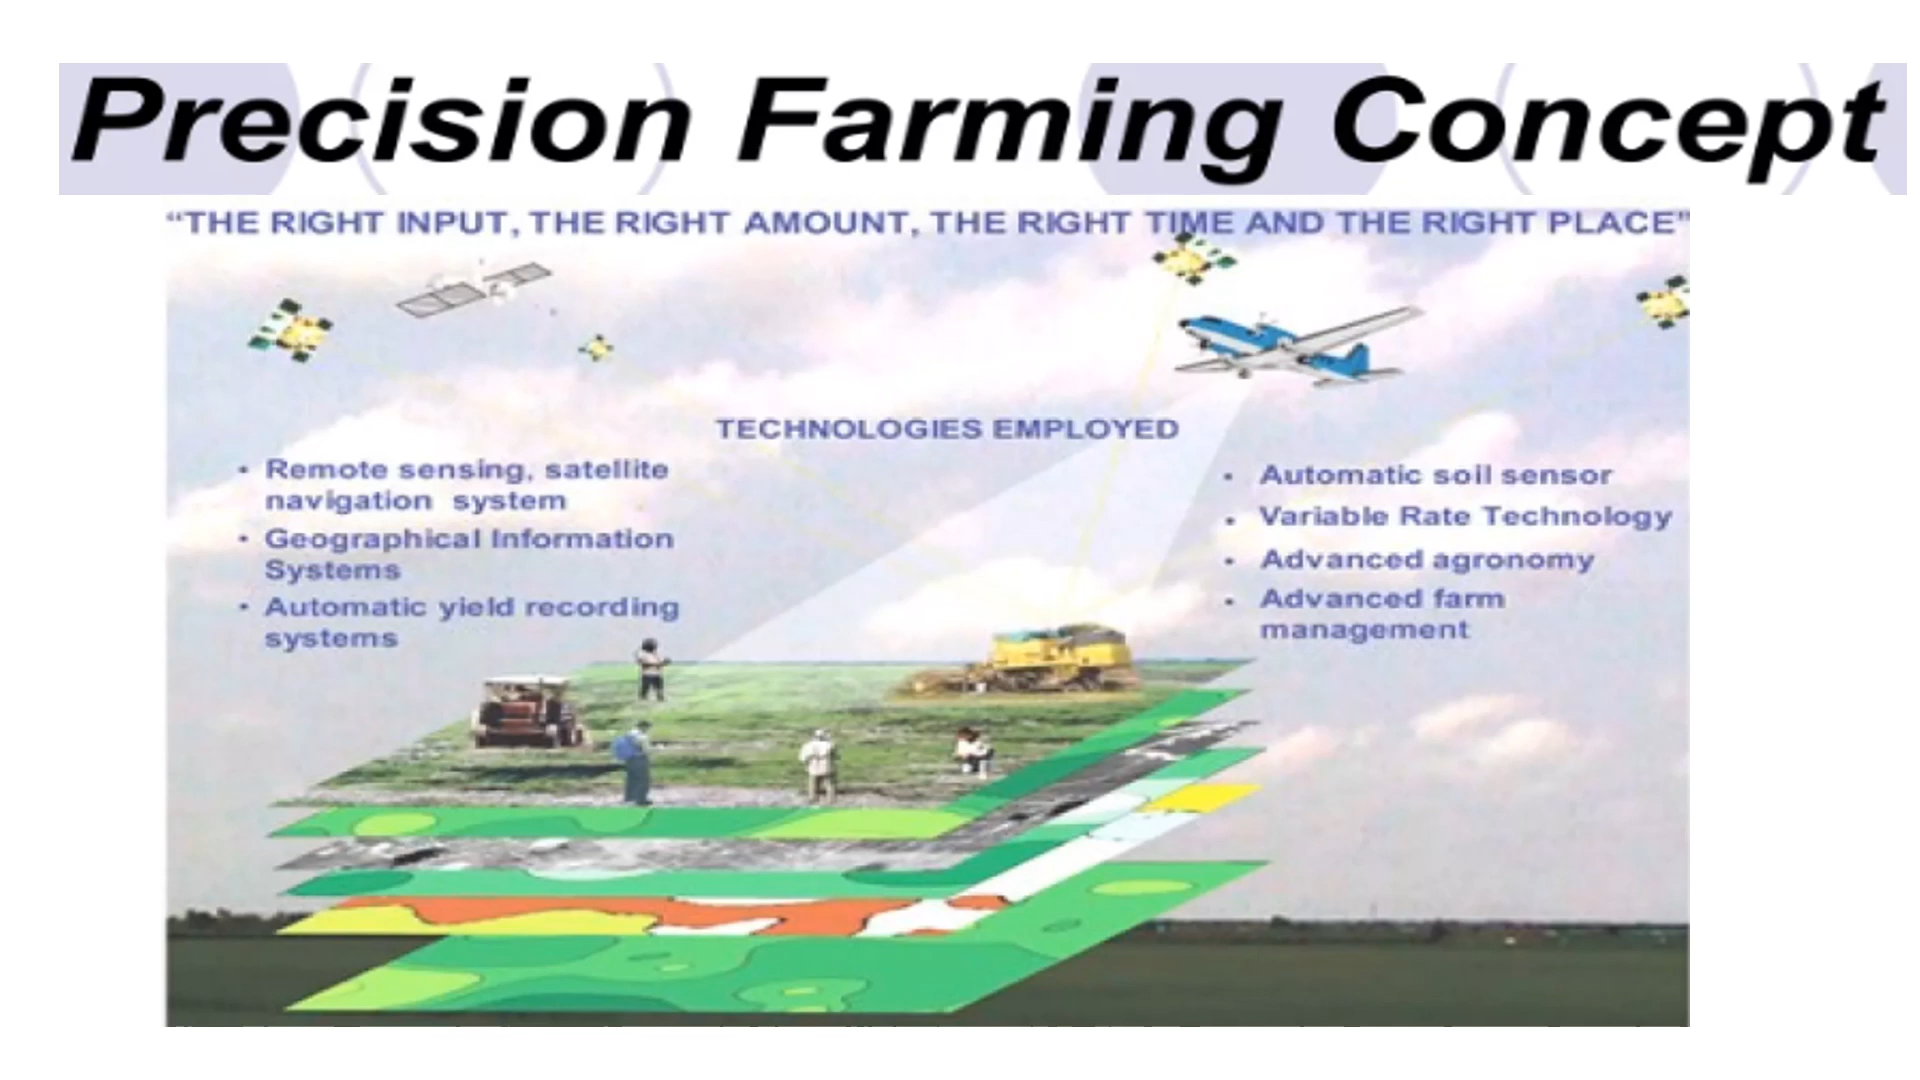 Precision Farming Concept
“THE RIGHT INPUT, THE RIGHT AMOUNT, THE RIGHT TIME AND THE RIGHT PLACE”
TECHNOLOGIES EMPLOYED
• Remote sensing, satellite
navigation system
• Geographical Information
Systems
• Automatic yield recording
systems
• Automatic soil sensor
• Variable Rate Technology
• Advanced agronomy
• Advanced farm
management